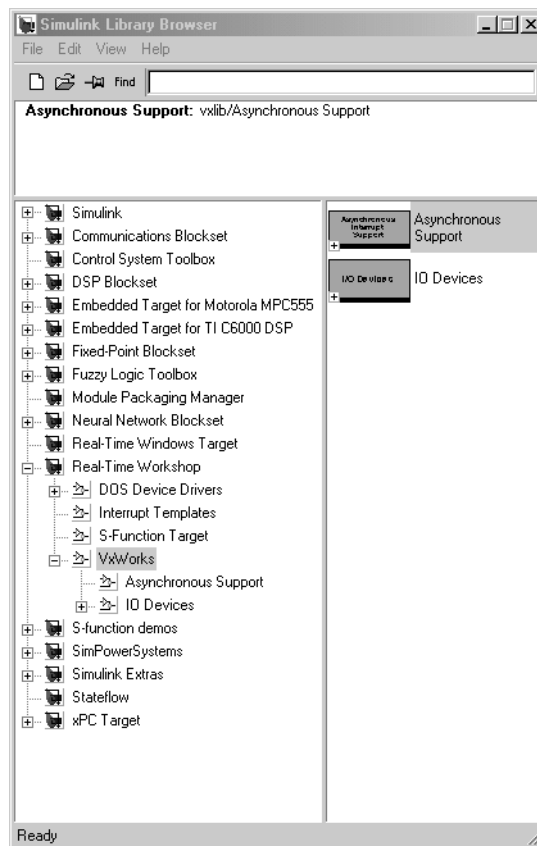 Simulink Library Browser
File Edit View Help
Find
Asynchronous Support: vxlib/Asynchronous Support
Simulink
Communications Blockset
Control System Toolbox
DSP Blockset
Embedded Target for Motorola MPC555
Embedded Target for TI C6000 DSP
Fixed-Point Blockset
Fuzzy Logic Toolbox
Module Packaging Manager
Neural Network Blockset
Real-Time Windows Target
Real-Time Workshop
DOS Device Drivers
Interrupt Templates
S-Function Target
VxWorks
Asynchronous Support
IO Devices
S-function demos
SimPowerSystems
Simulink Extras
Stateflow
xPC Target
Asynchronous
Interrupt
Support
Asynchronous
Support
I/O Devices
IO Devices
Ready